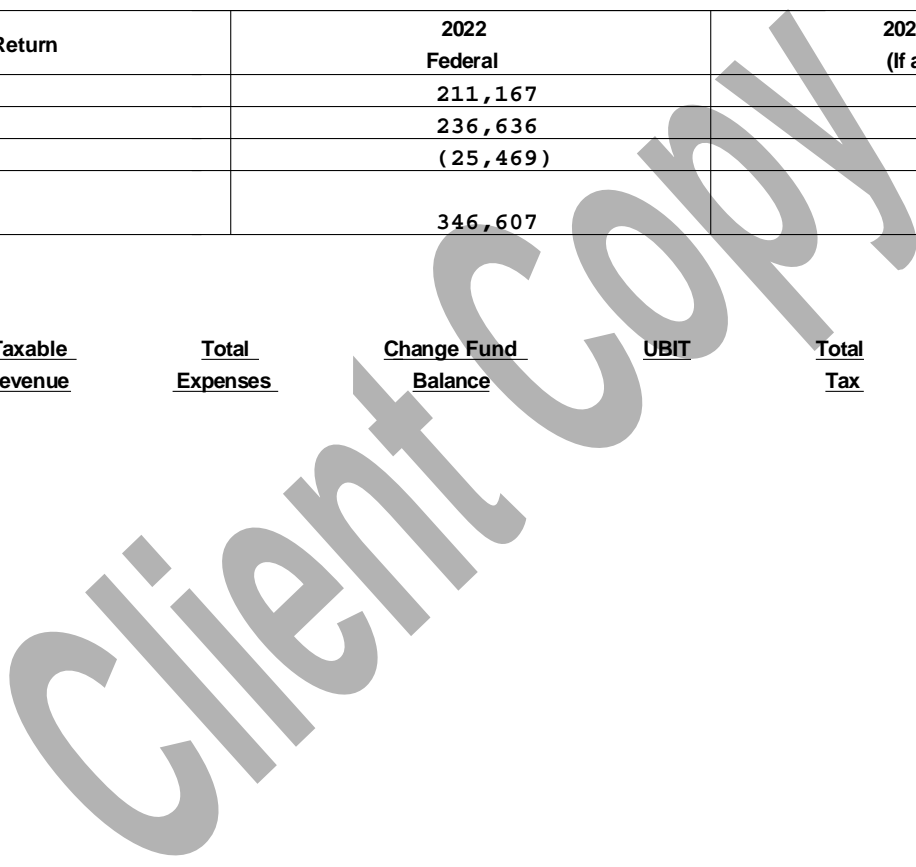 Return 2022
Federal 202
(If a
211,167
236,636
(25,469)
346,607
Taxable Total Change Fund UBIT Total
evenue Expenses Balance Tax
Client Copy